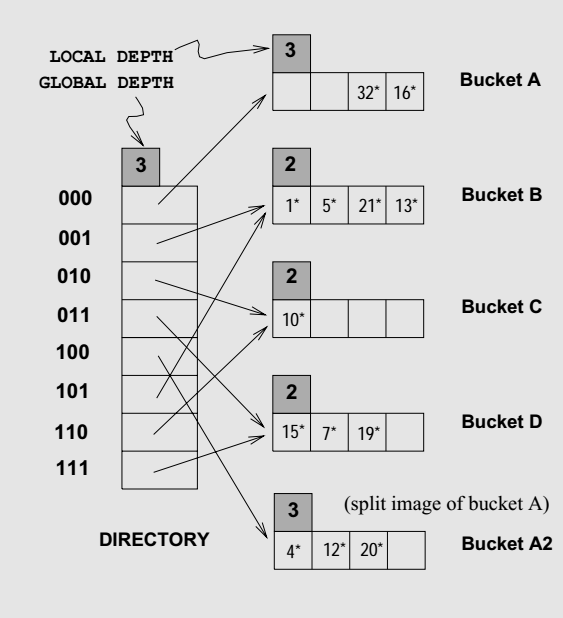 LOCAL DEPTH
GLOBAL DEPTH
3
32* 16*
Bucket A
3
000
001
010
011
100
101
110
111
DIRECTORY
2
1* 5* 21* 13*
Bucket B
2
10*
Bucket C
2
15* 7* 19*
Bucket D
3
(split image of bucket A)
4* 12* 20*
Bucket A2